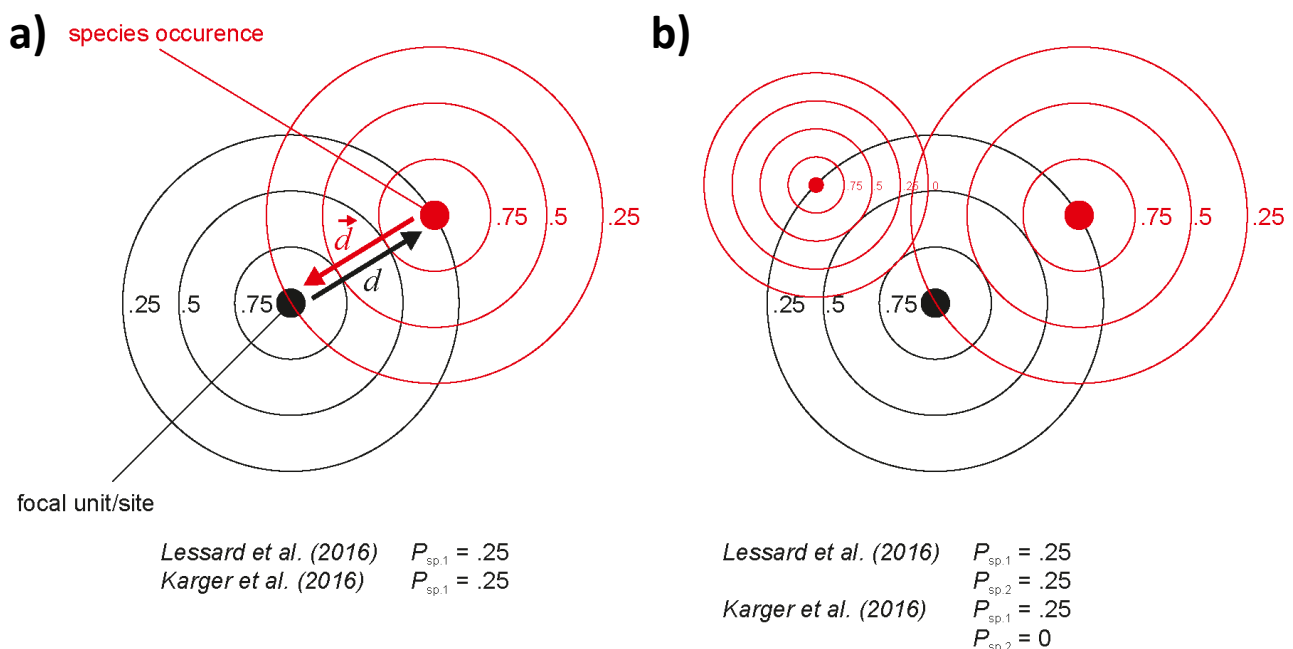 a)
species occurence
.75 .5 .25
d
d
.25 .5 .75
focal unit/site
Lessard et al. (2016) Psp.1 = .25
Karger et al. (2016) Psp.1 = .25
b)
.75 .5 .25 0
.75 .5 .25
.25 .5 .75
Lessard et al. (2016) Psp.1 = .25
Psp.2 = .25
Karger et al. (2016) Psp.1 = .25
Psp.2 = 0